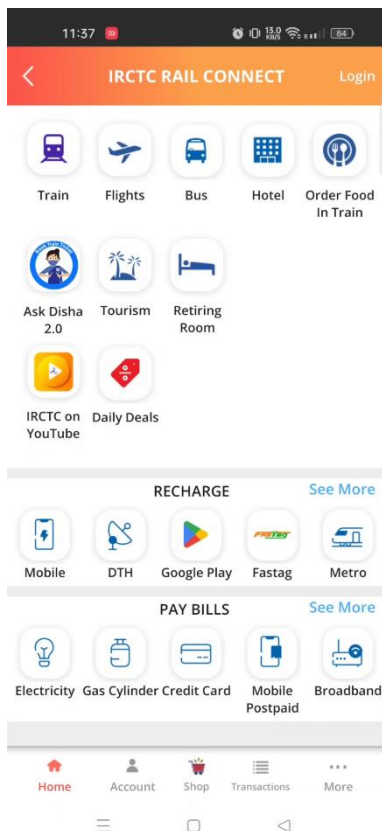 11:37
13.0
KB/S
84
IRCTC RAIL CONNECT
Login
Train
Flights
Bus
Hotel
Order Food
In Train
Ask Disha
2.0
Tourism
Retiring
Room
IRCTC on
YouTube
Daily Deals
RECHARGE
See More
Mobile
DTH
Google Play
FASTag
Fastag
Metro
PAY BILLS
See More
Electricity
Gas Cylinder
Credit Card
Mobile
Postpaid
Broadband
Home
Account
Shop
Transactions
More